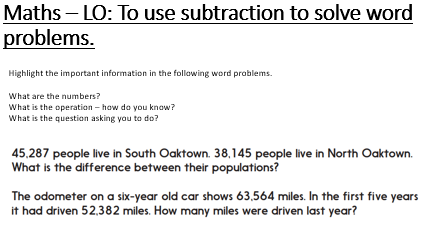 Maths – LO: To use subtraction to solve word
problems.
Highlight the important information in the following word problems.
What are the numbers?
What is the operation – how do you know?
What is the question asking you to do?
45,287 people live in South Oaktown. 38,145 people live in North Oaktown.
What is the difference between their populations?
The odometer on a six-year old car shows 63,564 miles. In the first five years
it had driven 52,382 miles. How many miles were driven last year?